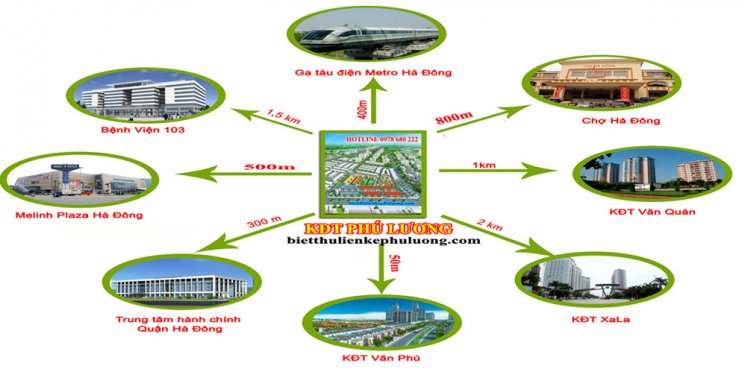 Ga tàu điện Metro Hà Đông
Bệnh Viện 103
1,5 km
400m
800m
Chợ Hà Đông
HOTLINE 0978 680 222
METRO
500m
1km
Melinh Plaza Hà Đông
KĐT Văn Quán
KĐT PHÚ LƯƠNG
bietthulienkephuluong.com
300 m
2 km
50m
Trung tâm hành chính
Quận Hà Đông
KĐT XaLa
KĐT Văn Phú